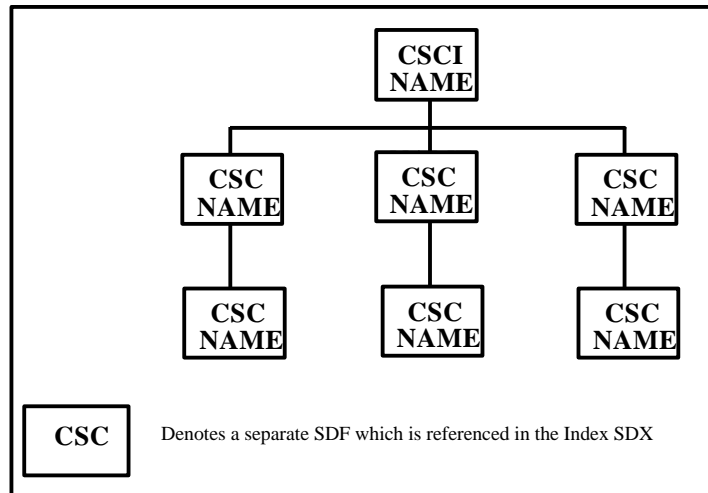 CSCI
NAME
CSC
NAME
CSC
NAME
CSC
NAME
CSC
NAME
CSC
NAME
CSC
NAME
CSC
Denotes a separate SDF which is referenced in the Index SDX